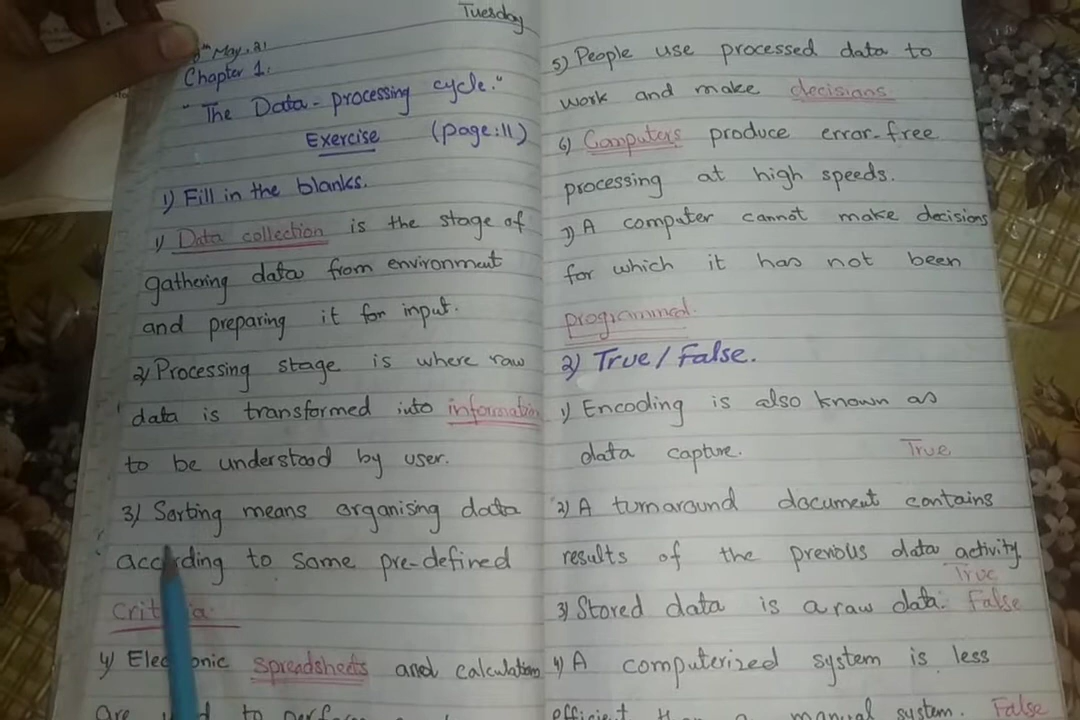 Tuesday
May. 21
Chapter 1.
"The Data-processing cycle."
Exercise (page:11)
1) Fill in the blanks.
1) Data collection is the stage of
gathering data from environment
and preparing it for input.
2) Processing stage is where raw
data is transformed into information
to be understood by user.
3) Sorting means organising data
according to some pre-defined
criteria.
4) Electronic spreadsheets and calculation
are used to perform
5) People use processed data to
work and make decisions.
6) Computers produce error-free
processing at high speeds.
7) A computer cannot make decisions
for which it has not been
programmed.
2) True/False.
1) Encoding is also known as
data capture. True
2) A turnaround document contains
results of the previous data activity.
True
3) Stored data is a raw data. False
4) A computerized system is less
efficient than a manual system. False